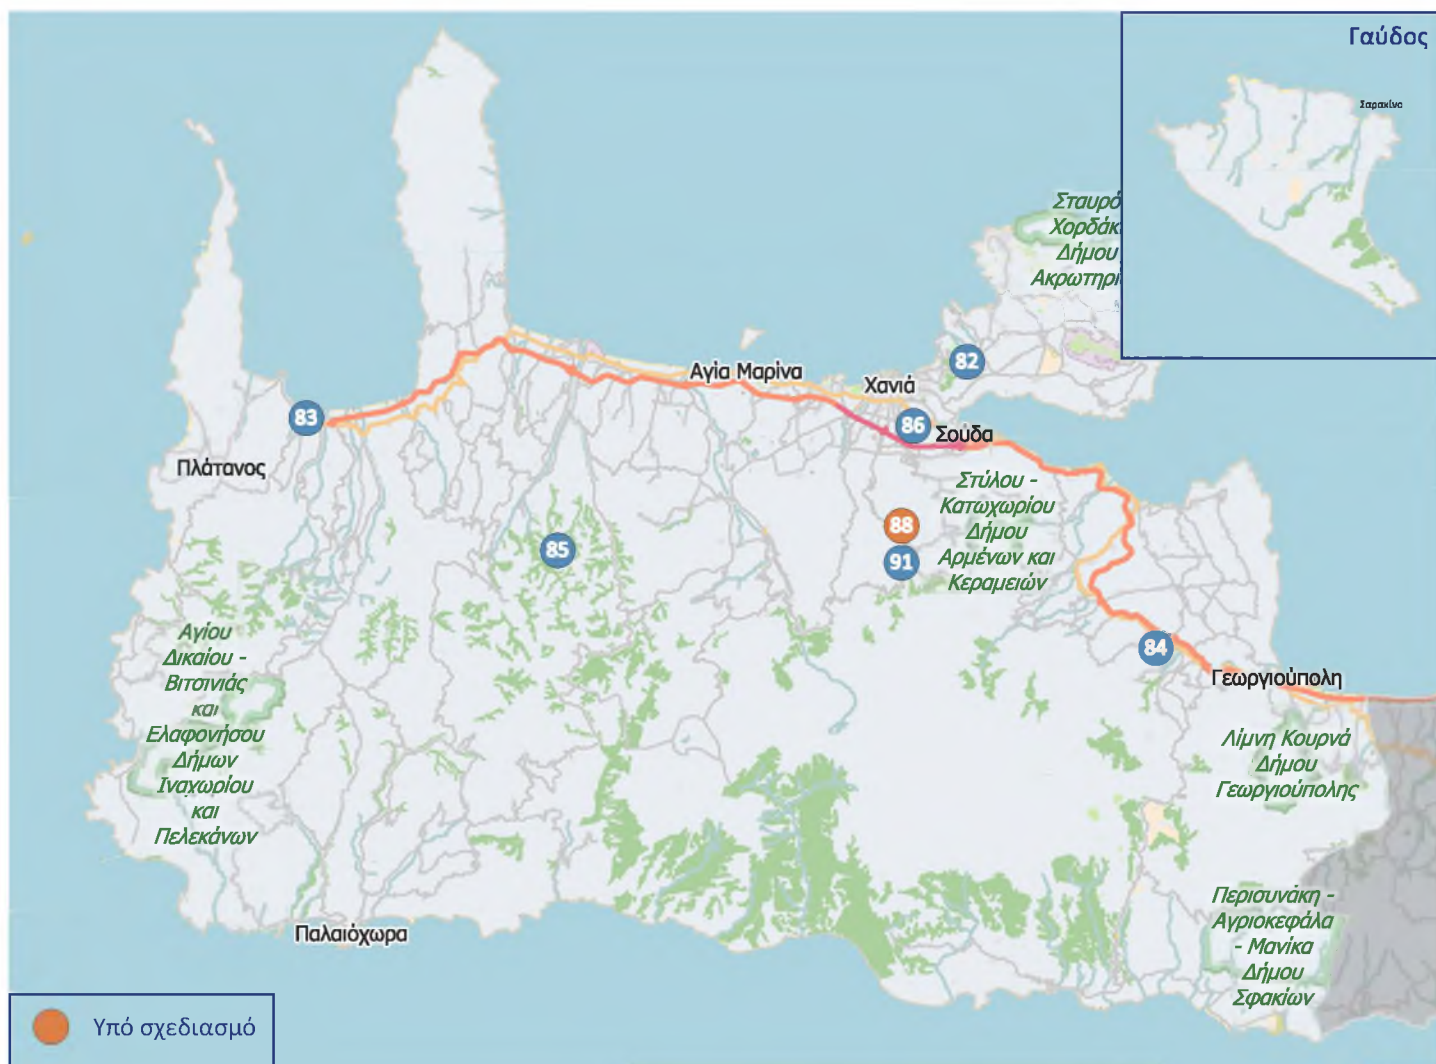 Γαύδος
Σαρακίνα
Σταυρό
Χορδάκ
Δήμου
Ακρωτηρι
82
Αγία Μαρίνα
Χανιά
83
86
Σούδα
Πλάτανος
Στύλου -
Κατωχωρίου
Δήμου
Αρμένων και
Κεραμειών
88
85
91
Αγίου
Δικαίου -
Βιτσινιάς
και
Ελαφονήσου
Δήμων
Ιναχωρίου
και
Πελεκάνων
84
Γεωργιούπολη
Λίμνη Κουρνά
Δήμου
Γεωργιούπολης
Περισυνάκη -
Αγριοκεφάλα
- Μανίκα
Δήμου
Σφακίων
Παλαιόχωρα
Υπό σχεδιασμό